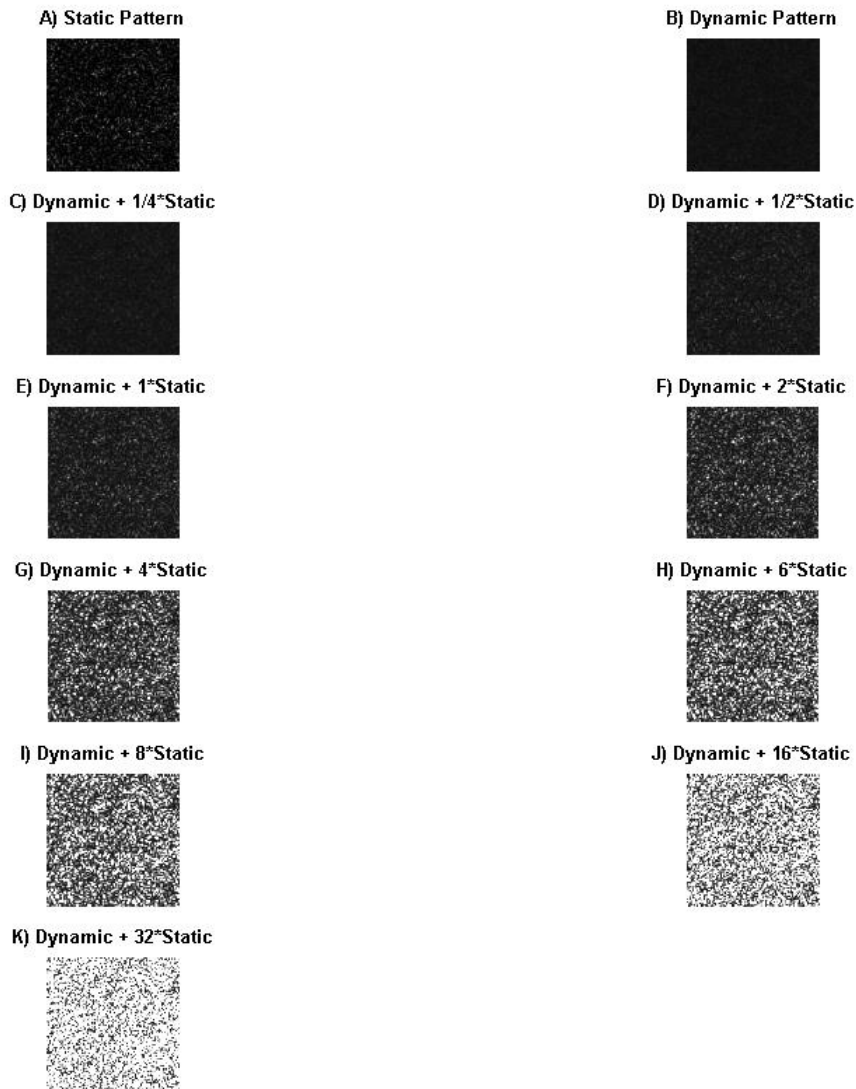 A) Static Pattern
B) Dynamic Pattern
C) Dynamic + 1/4*Static
D) Dynamic + 1/2*Static
E) Dynamic + 1*Static
F) Dynamic + 2*Static
G) Dynamic + 4*Static
H) Dynamic + 6*Static
I) Dynamic + 8*Static
J) Dynamic + 16*Static
K) Dynamic + 32*Static